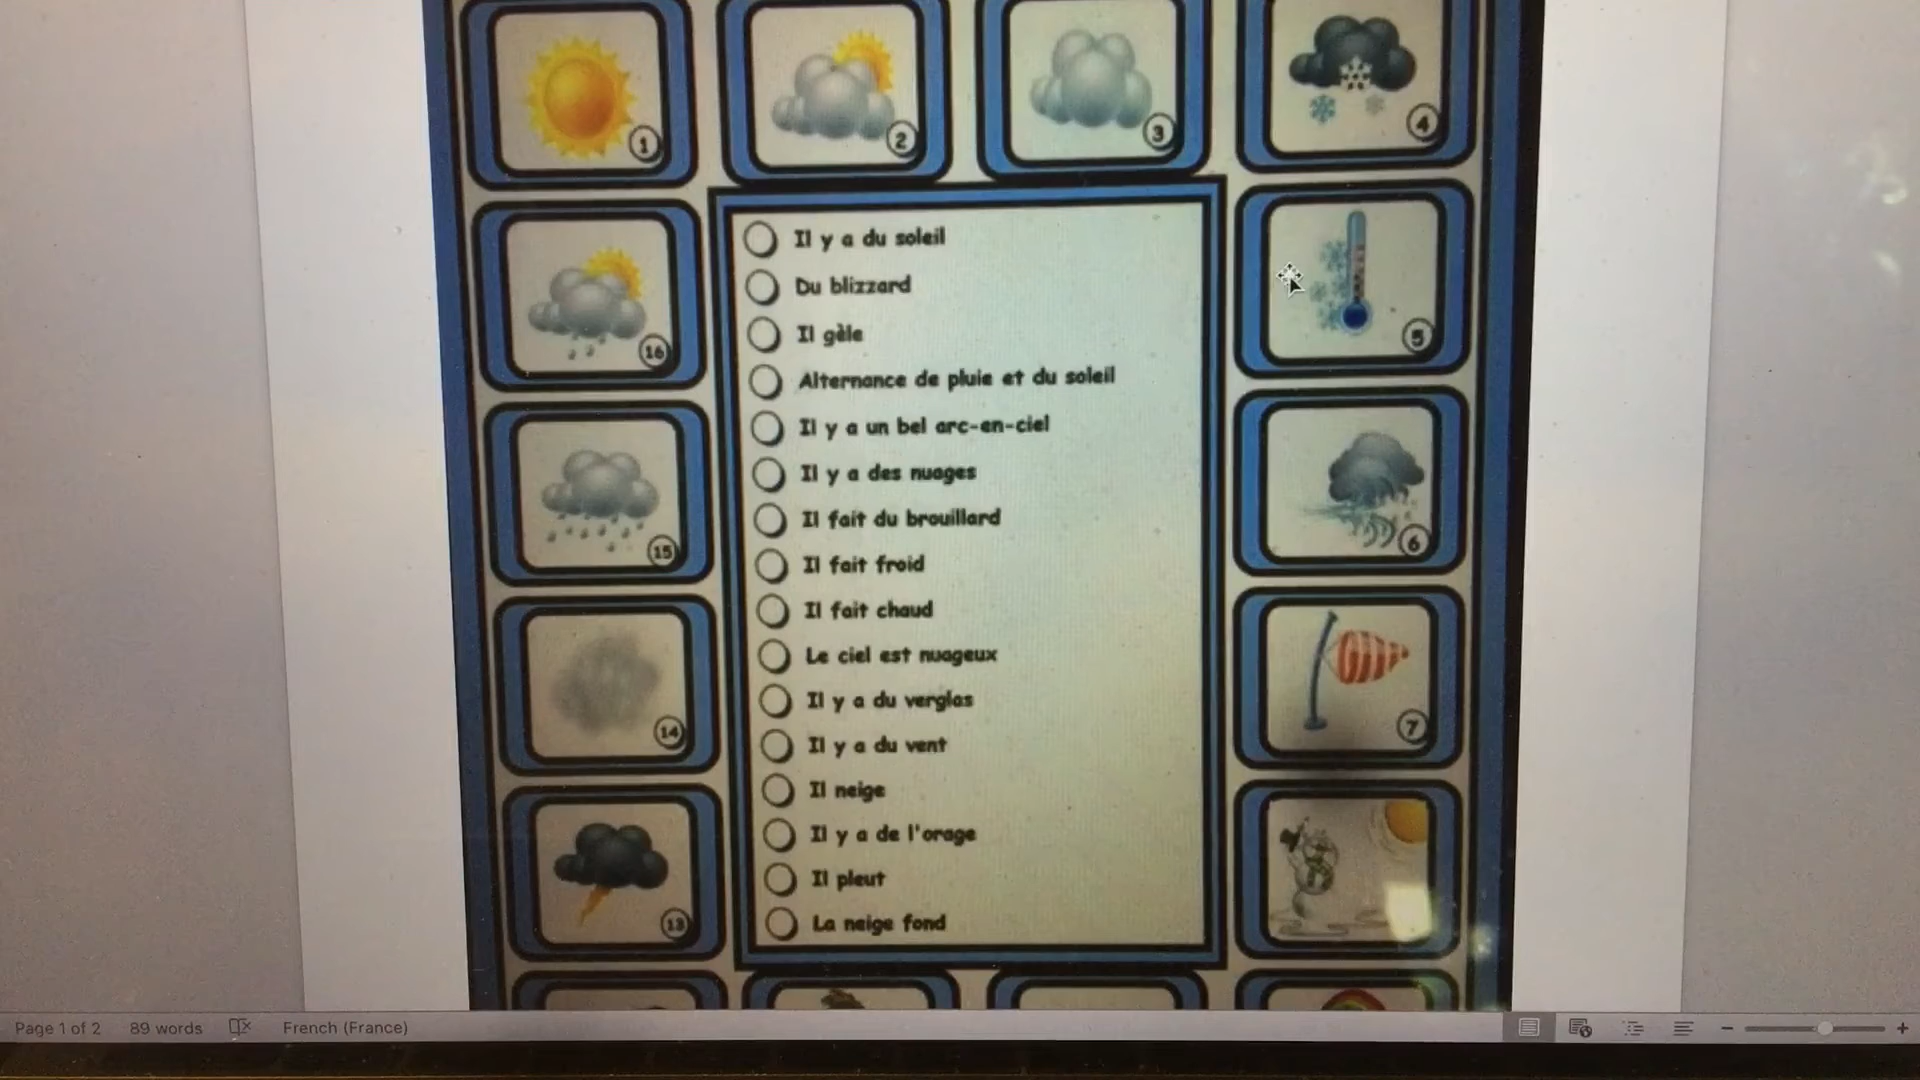 1
2
3
4
16
5
15
6
14
7
13
Il y a du soleil
Du blizzard
Il gèle
Alternance de pluie et du soleil
Il y a un bel arc-en-ciel
Il y a des nuages
Il fait du brouillard
Il fait froid
Il fait chaud
Le ciel est nuageux
Il y a du verglas
Il y a du vent
Il neige
Il y a de l'orage
Il pleut
La neige fond
Page 1 of 2 89 words French (France)